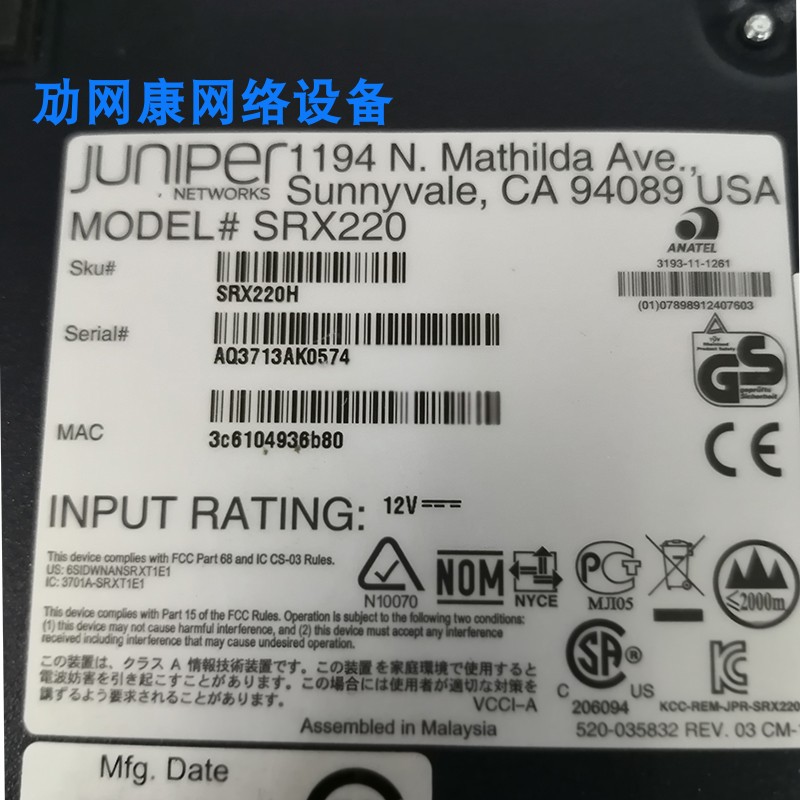 劢网康网络设备
JUNIPER 1194 N. Mathilda Ave.,
NETWORKS Sunnyvale, CA 94089 USA
MODEL# SRX220
ANATEL
3193-11-1261
(01)07898912407603
Sku#
SRX220H
Serial#
AQ3713AK0574
MAC
3c6104936b80
TÜV
Rheinland
Product Safety
GS
geprüfte
Sicherheit
CE
INPUT RATING: 12V
This device complies with FCC Part 68 and IC CS-03 Rules.
US: 6SIDWNANSRXT1E1
IC: 3701A-SRXT1E1
N10070
NOM
NYCE
МЛ05
≤2000m
This device complies with Part 15 of the FCC Rules. Operation is subject to the following two conditions:
(1) this device may not cause harmful interference, and (2) this device must accept any interference
received including interference that may cause undesired operation.
この装置は、クラス A 情報技術装置です。この装置を家庭環境で使用すると
電波妨害を引き起こすことがあります。この場合には使用者が適切な対策を
講ずるよう要求されることがあります。
VCCI-A
SA®
C US
206094
KCC-REM-JPR-SRX220
Assembled in Malaysia
520-035832 REV. 03 CM-
Mfg. Date